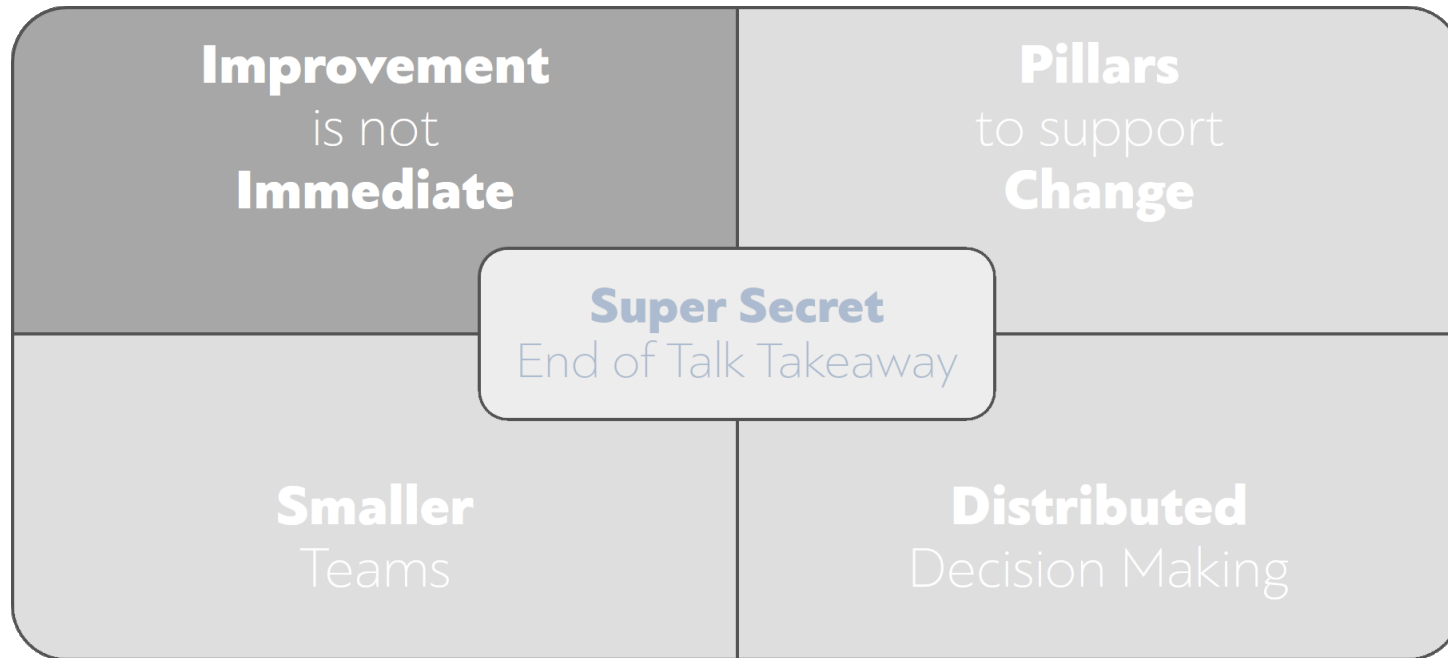 Improvement
is not
Immediate
Pillars
to support
Change
Super Secret
End of Talk Takeaway
Smaller
Teams
Distributed
Decision Making